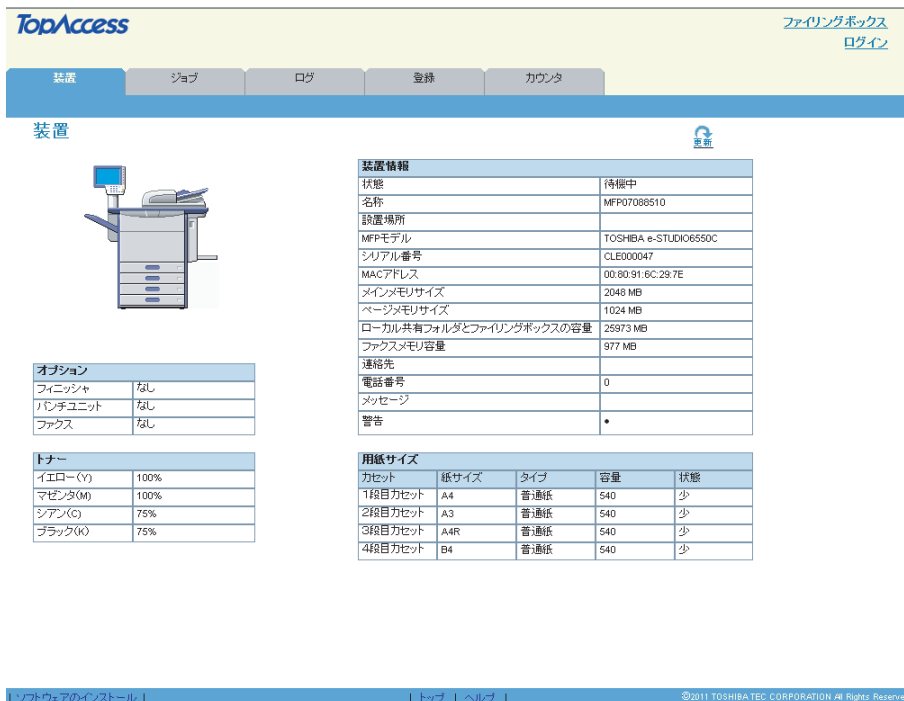 TopAccess
ファイリングボックス
ログイン
装置 ジョブ ログ 登録 カウンタ
装置
更新
装置情報
状態 待機中
名称 MFP07088510
設置場所
MFPモデル TOSHIBA e-STUDIO6550C
シリアル番号 CLE000047
MACアドレス 00:80:91:6C:29:7E
メインメモリサイズ 2048 MB
ページメモリサイズ 1024 MB
ローカル共有フォルダとファイリングボックスの容量 25973 MB
ファクスメモリ容量 977 MB
連絡先
電話番号 0
メッセージ
警告 •
オプション
フィニッシャ なし
パンチユニット なし
ファクス なし
トナー
イエロー(Y) 100%
マゼンタ(M) 100%
シアン(C) 75%
ブラック(K) 75%
用紙サイズ
カセット 紙サイズ タイプ 容量 状態
1段目カセット A4 普通紙 540 少
2段目カセット A3 普通紙 540 少
3段目カセット A4R 普通紙 540 少
4段目カセット B4 普通紙 540 少
| ソフトウェアのインストール | | トップ | ヘルプ | ©2011 TOSHIBA TEC CORPORATION All Rights Reserve